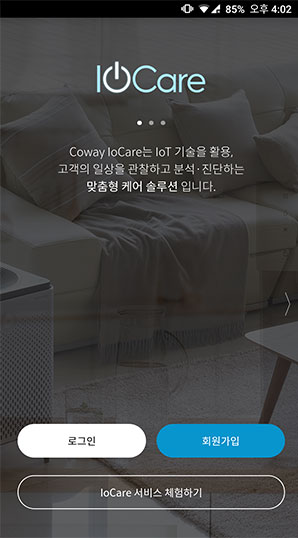 85% 오후 4:02
IoCare
Coway IoCare는 IoT 기술을 활용,
고객의 일상을 관찰하고 분석·진단하는
맞춤형 케어 솔루션 입니다.
로그인 회원가입
IoCare 서비스 체험하기